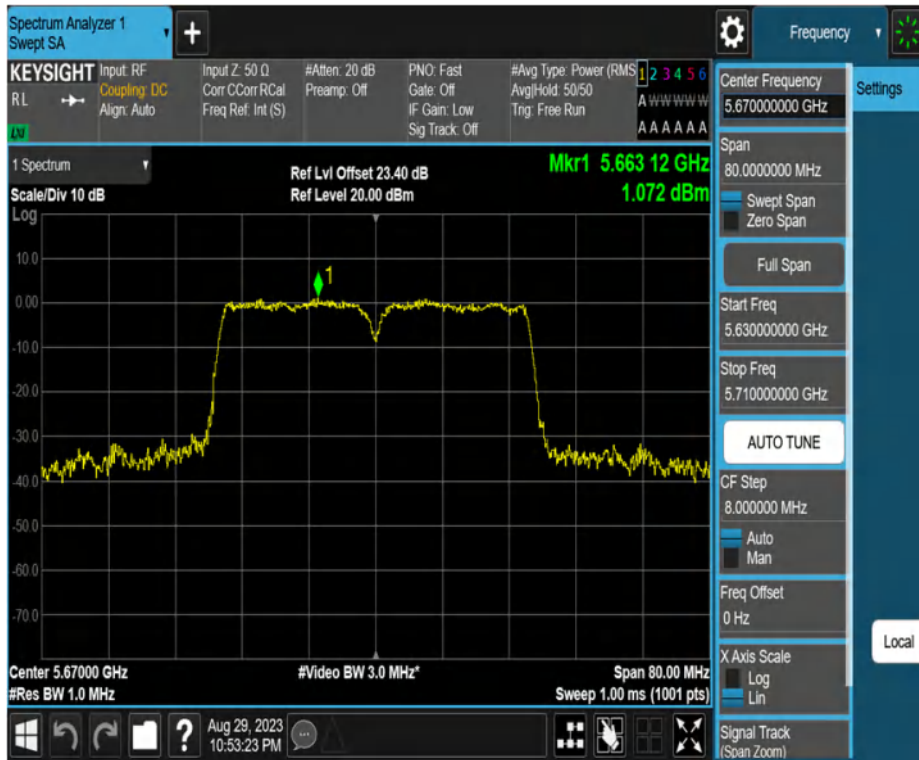 Spectrum Analyzer 1
Swept SA
+
Frequency
KEYSIGHT
RL
LXI
Input: RF
Coupling: DC
Align: Auto
Input Z: 50 Ω
Corr CCorr RCal
Freq Ref: Int (S)
#Atten: 20 dB
Preamp: Off
PNO: Fast
Gate: Off
IF Gain: Low
Sig Track: Off
#Avg Type: Power (RMS
Avg|Hold: 50/50
Trig: Free Run
1 2 3 4 5 6
A W W W W W
A A A A A A
1 Spectrum
Scale/Div 10 dB
Ref Lvl Offset 23.40 dB
Ref Level 20.00 dBm
Mkr1 5.663 12 GHz
1.072 dBm
Log
10.0
0.00
-10.0
-20.0
-30.0
-40.0
-50.0
-60.0
-70.0
1
Center 5.67000 GHz
#Res BW 1.0 MHz
#Video BW 3.0 MHz*
Span 80.00 MHz
Sweep 1.00 ms (1001 pts)
?
Aug 29, 2023
10:53:23 PM
Center Frequency
5.670000000 GHz
Span
80.0000000 MHz
Swept Span
Zero Span
Full Span
Start Freq
5.630000000 GHz
Stop Freq
5.710000000 GHz
AUTO TUNE
CF Step
8.000000 MHz
Auto
Man
Freq Offset
0 Hz
X Axis Scale
Log
Lin
Signal Track
(Span Zoom)
Settings
Local